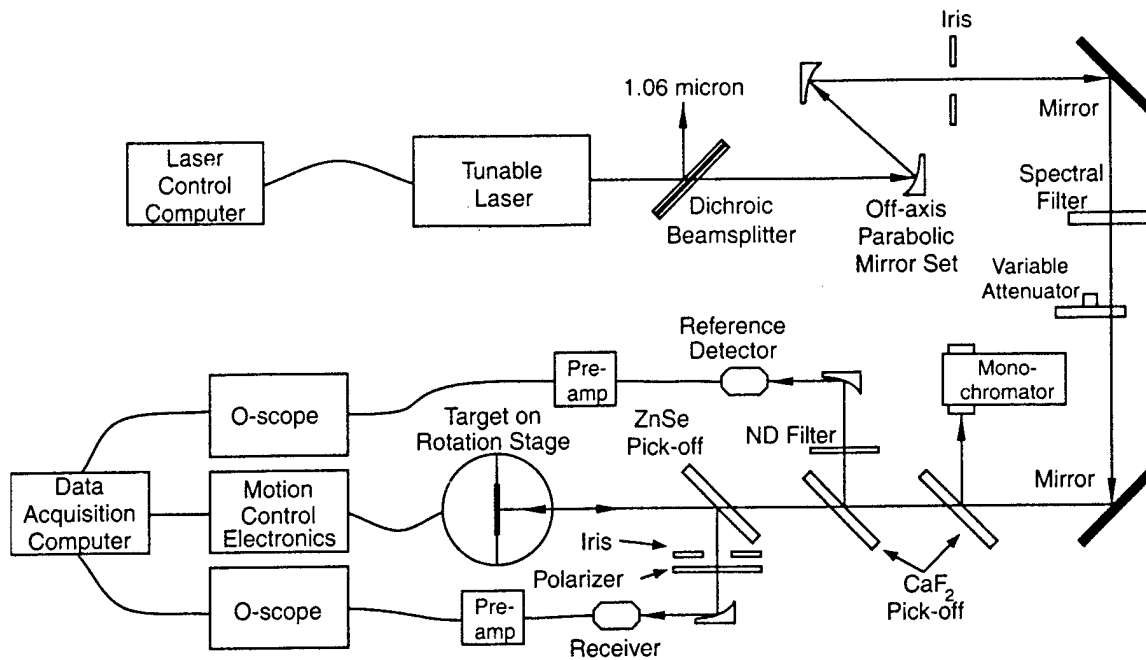 Iris
1.06 micron
Mirror
Laser
Control
Computer
Tunable
Laser
Dichroic
Beamsplitter
Off-axis
Parabolic
Mirror Set
Spectral
Filter
Variable
Attenuator
Reference
Detector
Pre-
amp
Mono-
chromator
O-scope
Target on
Rotation Stage
ZnSe
Pick-off
ND Filter
Mirror
Data
Acquisition
Computer
Motion
Control
Electronics
Iris
Polarizer
CaF2
Pick-off
O-scope
Pre-
amp
Receiver